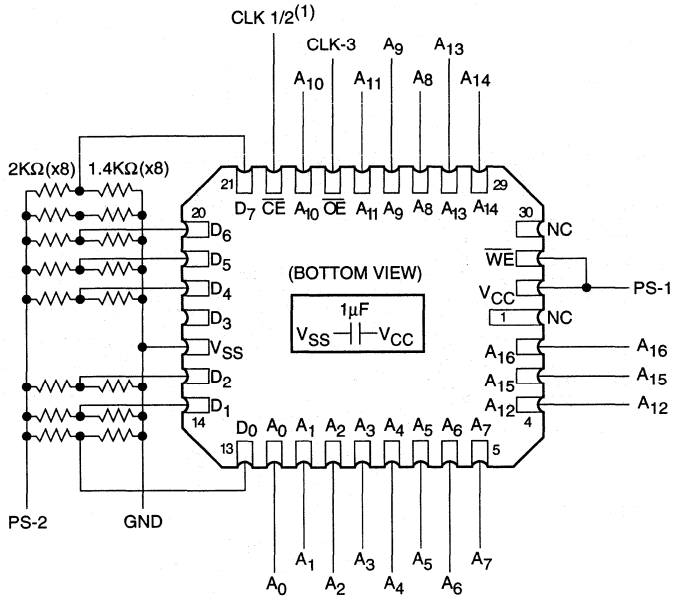 CLK 1/2(1)
CLK-3 A9 A13
A10 A11 A8 A14
2KΩ(x8) 1.4KΩ(x8)
21 29
D7 CE A10 OE A11 A9 A8 A13 A14
20 30
D6 NC
D5 WE
(BOTTOM VIEW)
D4 VCC PS-1
1μF
D3 1 NC
VSS VCC
VSS A16 A16
D2 A15 A15
D1 A12 A12
14 4
D0 A0 A1 A2 A3 A4 A5 A6 A7
13 5
PS-2 GND
A1 A3 A5 A7
A0 A2 A4 A6